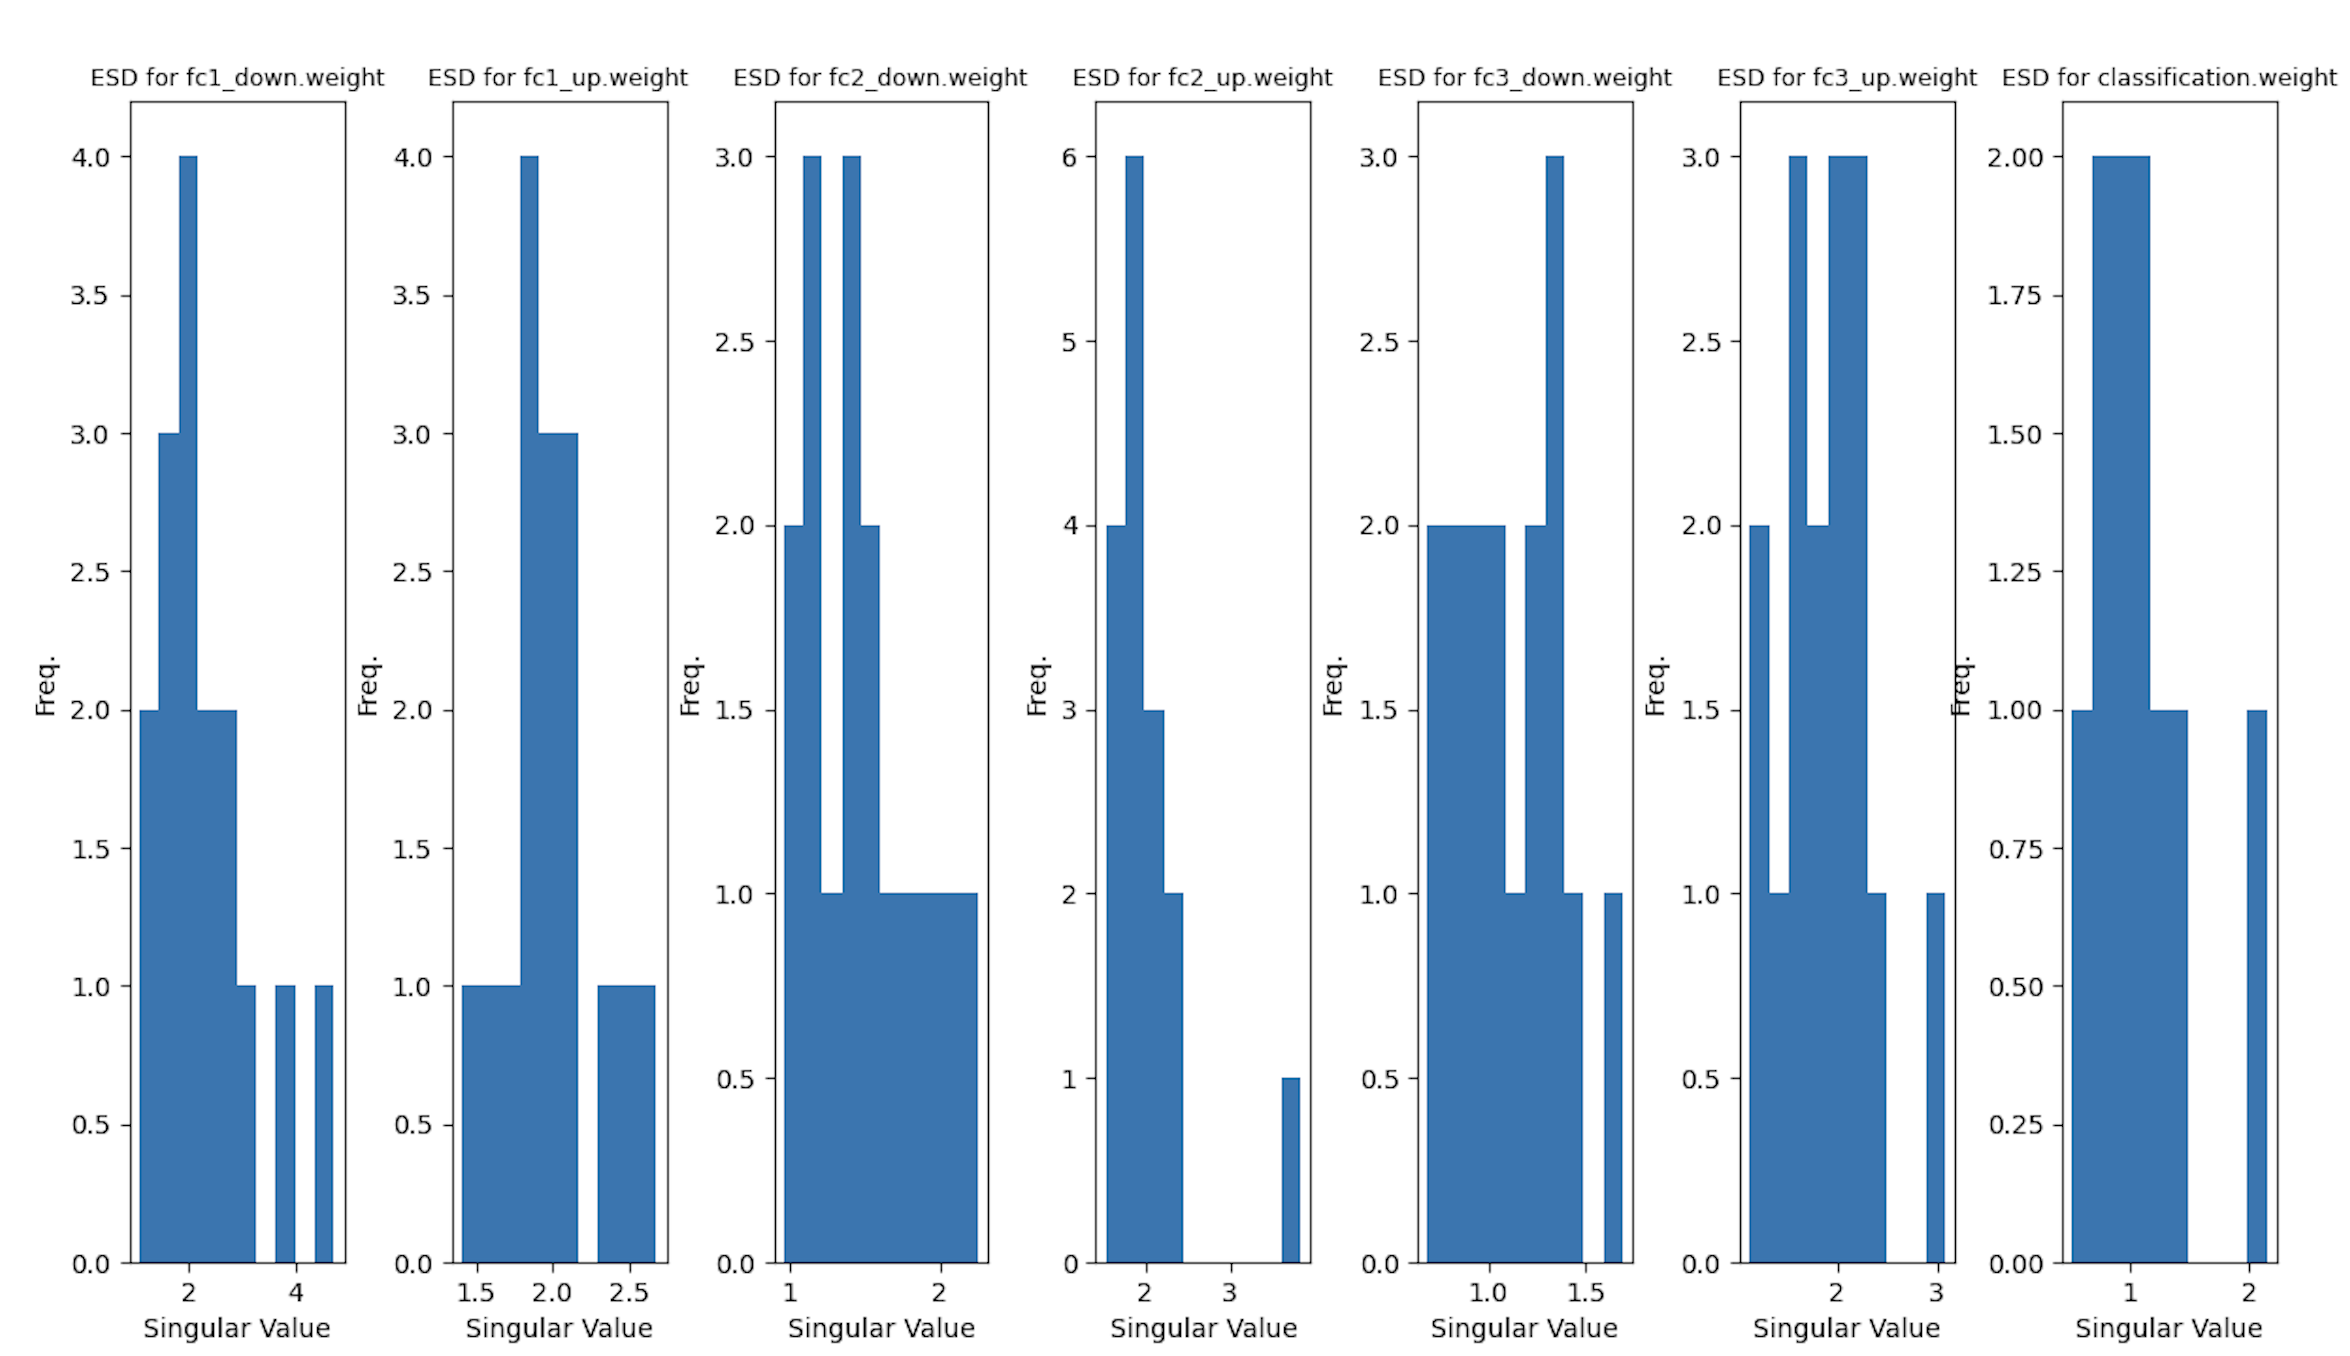 ESD for fc1_down.weight
4.0
3.5
3.0
2.5
2.0
1.5
1.0
0.5
0.0
Freq.
2 4
Singular Value
ESD for fc1_up.weight
4.0
3.5
3.0
2.5
2.0
1.5
1.0
0.5
0.0
Freq.
1.5 2.0 2.5
Singular Value
ESD for fc2_down.weight
3.0
2.5
2.0
1.5
1.0
0.5
0.0
Freq.
1 2
Singular Value
ESD for fc2_up.weight
6
5
4
3
2
1
0
Freq.
2 3
Singular Value
ESD for fc3_down.weight
3.0
2.5
2.0
1.5
1.0
0.5
0.0
Freq.
1.0 1.5
Singular Value
ESD for fc3_up.weight
3.0
2.5
2.0
1.5
1.0
0.5
0.0
Freq.
2 3
Singular Value
ESD for classification.weight
2.00
1.75
1.50
1.25
1.00
0.75
0.50
0.25
0.00
Freq.
1 2
Singular Value